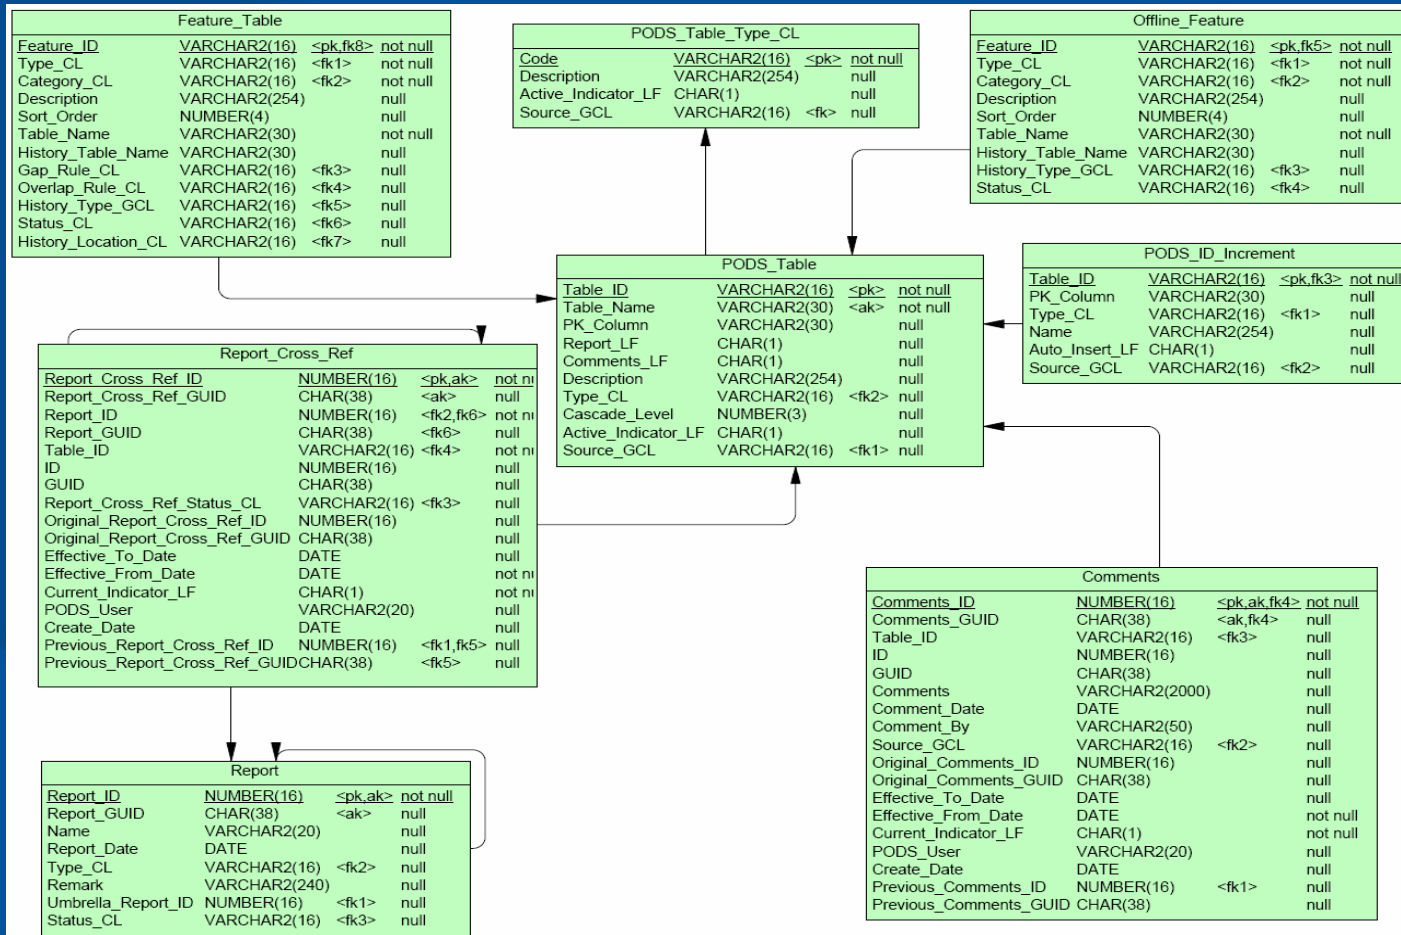 Feature_Table
Feature_ID VARCHAR2(16) <pk,fk8> not null
Type_CL VARCHAR2(16) <fk1> not null
Category_CL VARCHAR2(16) <fk2> not null
Description VARCHAR2(254) null
Sort_Order NUMBER(4) null
Table_Name VARCHAR2(30) not null
History_Table_Name VARCHAR2(30) null
Gap_Rule_CL VARCHAR2(16) <fk3> null
Overlap_Rule_CL VARCHAR2(16) <fk4> null
History_Type_GCL VARCHAR2(16) <fk5> null
Status_CL VARCHAR2(16) <fk6> null
History_Location_CL VARCHAR2(16) <fk7> null
PODS_Table_Type_CL
Code VARCHAR2(16) <pk> not null
Description VARCHAR2(254) null
Active_Indicator_LF CHAR(1) null
Source_GCL VARCHAR2(16) <fk> null
Offline_Feature
Feature_ID VARCHAR2(16) <pk,fk5> not null
Type_CL VARCHAR2(16) <fk1> not null
Category_CL VARCHAR2(16) <fk2> not null
Description VARCHAR2(254) null
Sort_Order NUMBER(4) null
Table_Name VARCHAR2(30) not null
History_Table_Name VARCHAR2(30) null
History_Type_GCL VARCHAR2(16) <fk3> null
Status_CL VARCHAR2(16) <fk4> null
PODS_Table
Table_ID VARCHAR2(16) <pk> not null
Table_Name VARCHAR2(30) <ak> not null
PK_Column VARCHAR2(30) null
Report_LF CHAR(1) null
Comments_LF CHAR(1) null
Description VARCHAR2(254) null
Type_CL VARCHAR2(16) <fk2> null
Cascade_Level NUMBER(3) null
Active_Indicator_LF CHAR(1) null
Source_GCL VARCHAR2(16) <fk1> null
PODS_ID_Increment
Table_ID VARCHAR2(16) <pk,fk3> not null
PK_Column VARCHAR2(30) null
Type_CL VARCHAR2(16) <fk1> null
Name VARCHAR2(254) null
Auto_Insert_LF CHAR(1) null
Source_GCL VARCHAR2(16) <fk2> null
Report_Cross_Ref
Report_Cross_Ref_ID NUMBER(16) <pk,ak> not
Report_Cross_Ref_GUID CHAR(38) <ak> null
Report_ID NUMBER(16) <fk2,fk6> not
Report_GUID CHAR(38) <fk6> null
Table_ID VARCHAR2(16) <fk4> not
ID NUMBER(16) null
GUID CHAR(38) null
Report_Cross_Ref_Status_CL VARCHAR2(16) <fk3> null
Original_Report_Cross_Ref_ID NUMBER(16) null
Original_Report_Cross_Ref_GUID CHAR(38) null
Effective_To_Date DATE null
Effective_From_Date DATE not
Current_Indicator_LF CHAR(1) not
PODS_User VARCHAR2(20) null
Create_Date DATE null
Previous_Report_Cross_Ref_ID NUMBER(16) <fk1,fk5> null
Previous_Report_Cross_Ref_GUID CHAR(38) <fk5> null
Comments
Comments_ID NUMBER(16) <pk,ak,fk4> not null
Comments_GUID CHAR(38) <ak,fk4> null
Table_ID VARCHAR2(16) <fk3> null
ID NUMBER(16) null
GUID CHAR(38) null
Comments VARCHAR2(2000) null
Comment_Date DATE null
Comment_By VARCHAR2(50) null
Source_GCL VARCHAR2(16) <fk2> null
Original_Comments_ID NUMBER(16) null
Original_Comments_GUID CHAR(38) null
Effective_To_Date DATE null
Effective_From_Date DATE not null
Current_Indicator_LF CHAR(1) not null
PODS_User VARCHAR2(20) null
Create_Date DATE null
Previous_Comments_ID NUMBER(16) <fk1> null
Previous_Comments_GUID CHAR(38) null
Report
Report_ID NUMBER(16) <pk,ak> not null
Report_GUID CHAR(38) <ak> null
Name VARCHAR2(20) null
Report_Date DATE null
Type_CL VARCHAR2(16) <fk2> null
Remark VARCHAR2(240) null
Umbrella_Report_ID NUMBER(16) <fk1> null
Status_CL VARCHAR2(16) <fk3> null